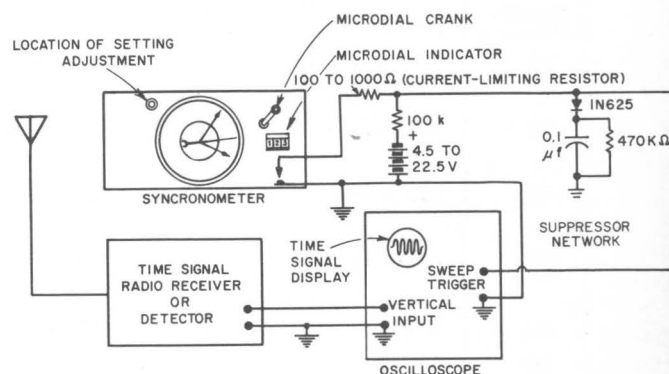 MICRODIAL CRANK
LOCATION OF SETTING
ADJUSTMENT
MICRODIAL INDICATOR
100 TO 1000Ω (CURRENT-LIMITING RESISTOR)
123
100 k
+
4.5 TO
22.5V
IN625
0.1
μf
470KΩ
SYNCRONOMETER
SUPPRESSOR
NETWORK
TIME
SIGNAL
DISPLAY
SWEEP
TRIGGER
TIME SIGNAL
RADIO RECEIVER
OR
DETECTOR
VERTICAL
INPUT
OSCILLOSCOPE